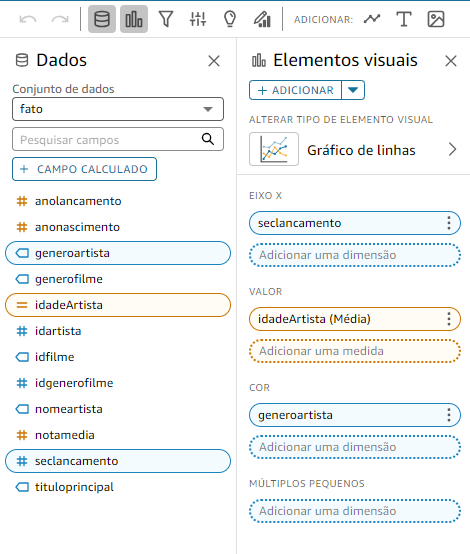 ADICIONAR:
Dados
Conjunto de dados
fato
Pesquisar campos
+ CAMPO CALCULADO
anolancamento
anonascimento
generoartista
generofilme
idadeArtista
idartista
idfilme
idgenerofilme
nomeartista
notamedia
seclancamento
tituloprincipal
Elementos visuais
+ ADICIONAR
ALTERAR TIPO DE ELEMENTO VISUAL
Gráfico de linhas
EIXO X
seclancamento
Adicionar uma dimensão
VALOR
idadeArtista (Média)
Adicionar uma medida
COR
generoartista
Adicionar uma dimensão
MÚLTIPLOS PEQUENOS
Adicionar uma dimensão